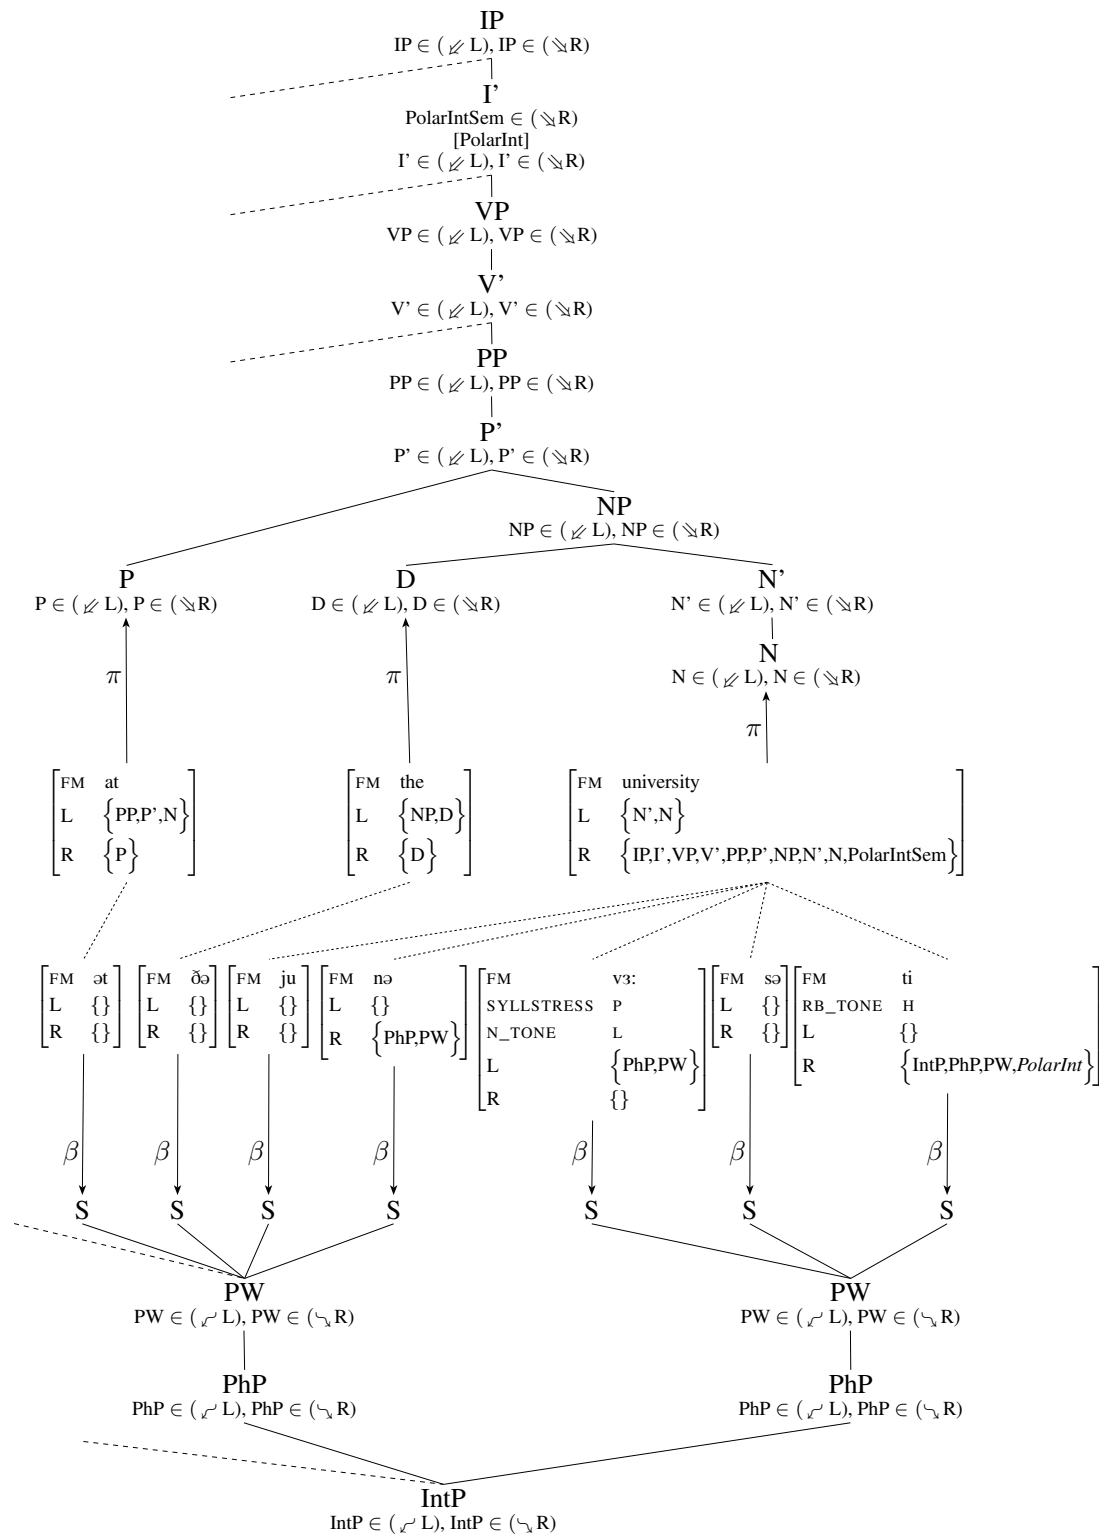 IP
IP ∈ (⇙ L), IP ∈ (⇘R)
I’
PolarIntSem ∈ (⇘R)
[PolarInt]
I’ ∈ (⇙ L), I’ ∈ (⇘R)
VP
VP ∈ (⇙ L), VP ∈ (⇘R)
V’
V’ ∈ (⇙ L), V’ ∈ (⇘R)
PP
PP ∈ (⇙ L), PP ∈ (⇘R)
P’
P’ ∈ (⇙ L), P’ ∈ (⇘R)
NP
NP ∈ (⇙ L), NP ∈ (⇘R)
P D N’
P ∈ (⇙ L), P ∈ (⇘R) D ∈ (⇙ L), D ∈ (⇘R) N’ ∈ (⇙ L), N’ ∈ (⇘R)
N
N ∈ (⇙ L), N ∈ (⇘R)
π π
π
FM at FM the FM university
L {PP,P’,N} L {NP,D} L {N’,N}
R {P} R {D} R {IP,I’,VP,V’,PP,P’,NP,N’,N,PolarIntSem}
FM ət FM ðə FM ju FM nə FM vɜː FM sə FM ti
L {} L {} L {} L {} SYLLSTRESS P L {} RB_TONE H
R {} R {} R {} R {PhP,PW} N_TONE L R {} L {}
L {PhP,PW} R {IntP,PhP,PW,PolarInt}
R {}
β β β β β β β
S S S S S S S
PW PW
PW ∈ (⤶ L), PW ∈ (⤷ R) PW ∈ (⤶ L), PW ∈ (⤷ R)
PhP PhP
PhP ∈ (⤶ L), PhP ∈ (⤷ R) PhP ∈ (⤶ L), PhP ∈ (⤷ R)
IntP
IntP ∈ (⤶ L), IntP ∈ (⤷ R)